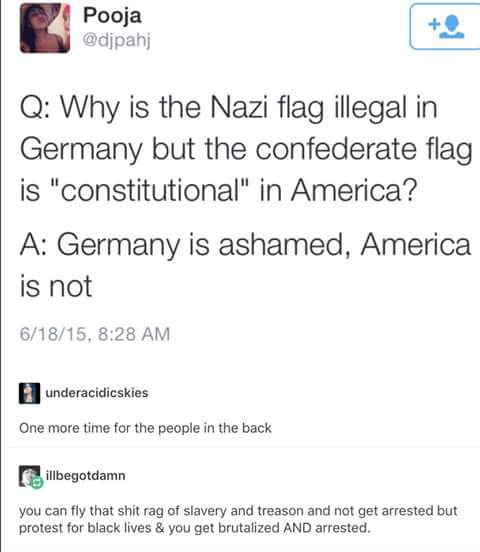 Pooja
@djpahj
Q: Why is the Nazi flag illegal in
Germany but the confederate flag
is "constitutional" in America?
A: Germany is ashamed, America
is not
6/18/15, 8:28 AM
underacidicskies
One more time for the people in the back
illbegotdamn
you can fly that shit rag of slavery and treason and not get arrested but
protest for black lives & you get brutalized AND arrested.